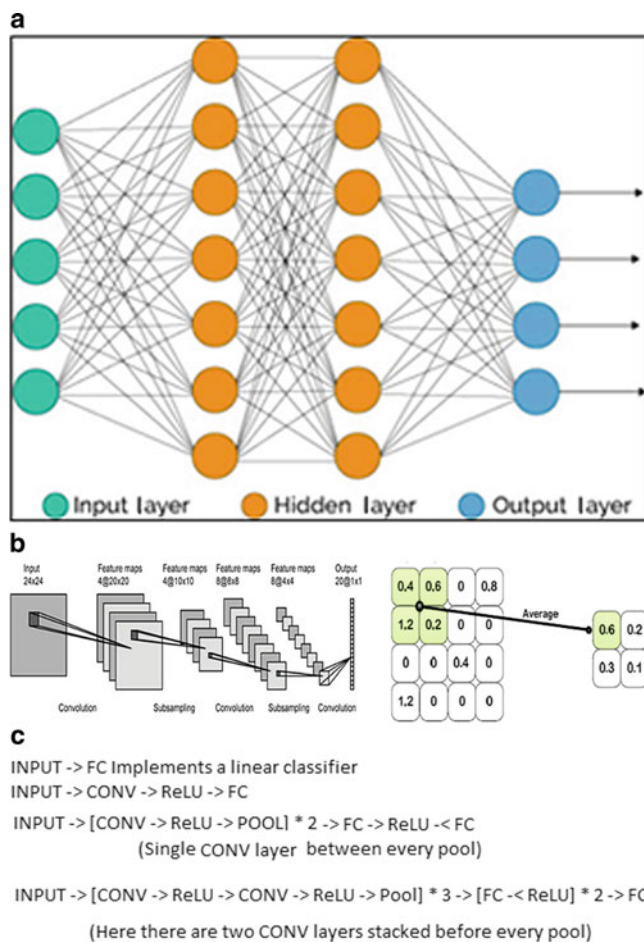 a
Input layer Hidden layer Output layer
b
Input Feature maps Feature maps Feature maps Feature maps Output
24x24 4@20x20 4@10x10 8@8x8 8@4x4 20@1x1
Convolution Subsampling Convolution Subsampling Convolution
0.4 0.6 0 0.8
Average
1.2 0.2 0 0
0.6 0.2
0 0 0.4 0
0.3 0.1
1.2 0 0 0
c
INPUT -> FC Implements a linear classifier
INPUT -> CONV -> ReLU -> FC
INPUT -> [CONV -> ReLU -> POOL] * 2 -> FC -> ReLU -< FC
(Single CONV layer between every pool)
INPUT -> [CONV -> ReLU -> CONV -> ReLU -> Pool] * 3 -> [FC -< ReLU] * 2 -> FC
(Here there are two CONV layers stacked before every pool)